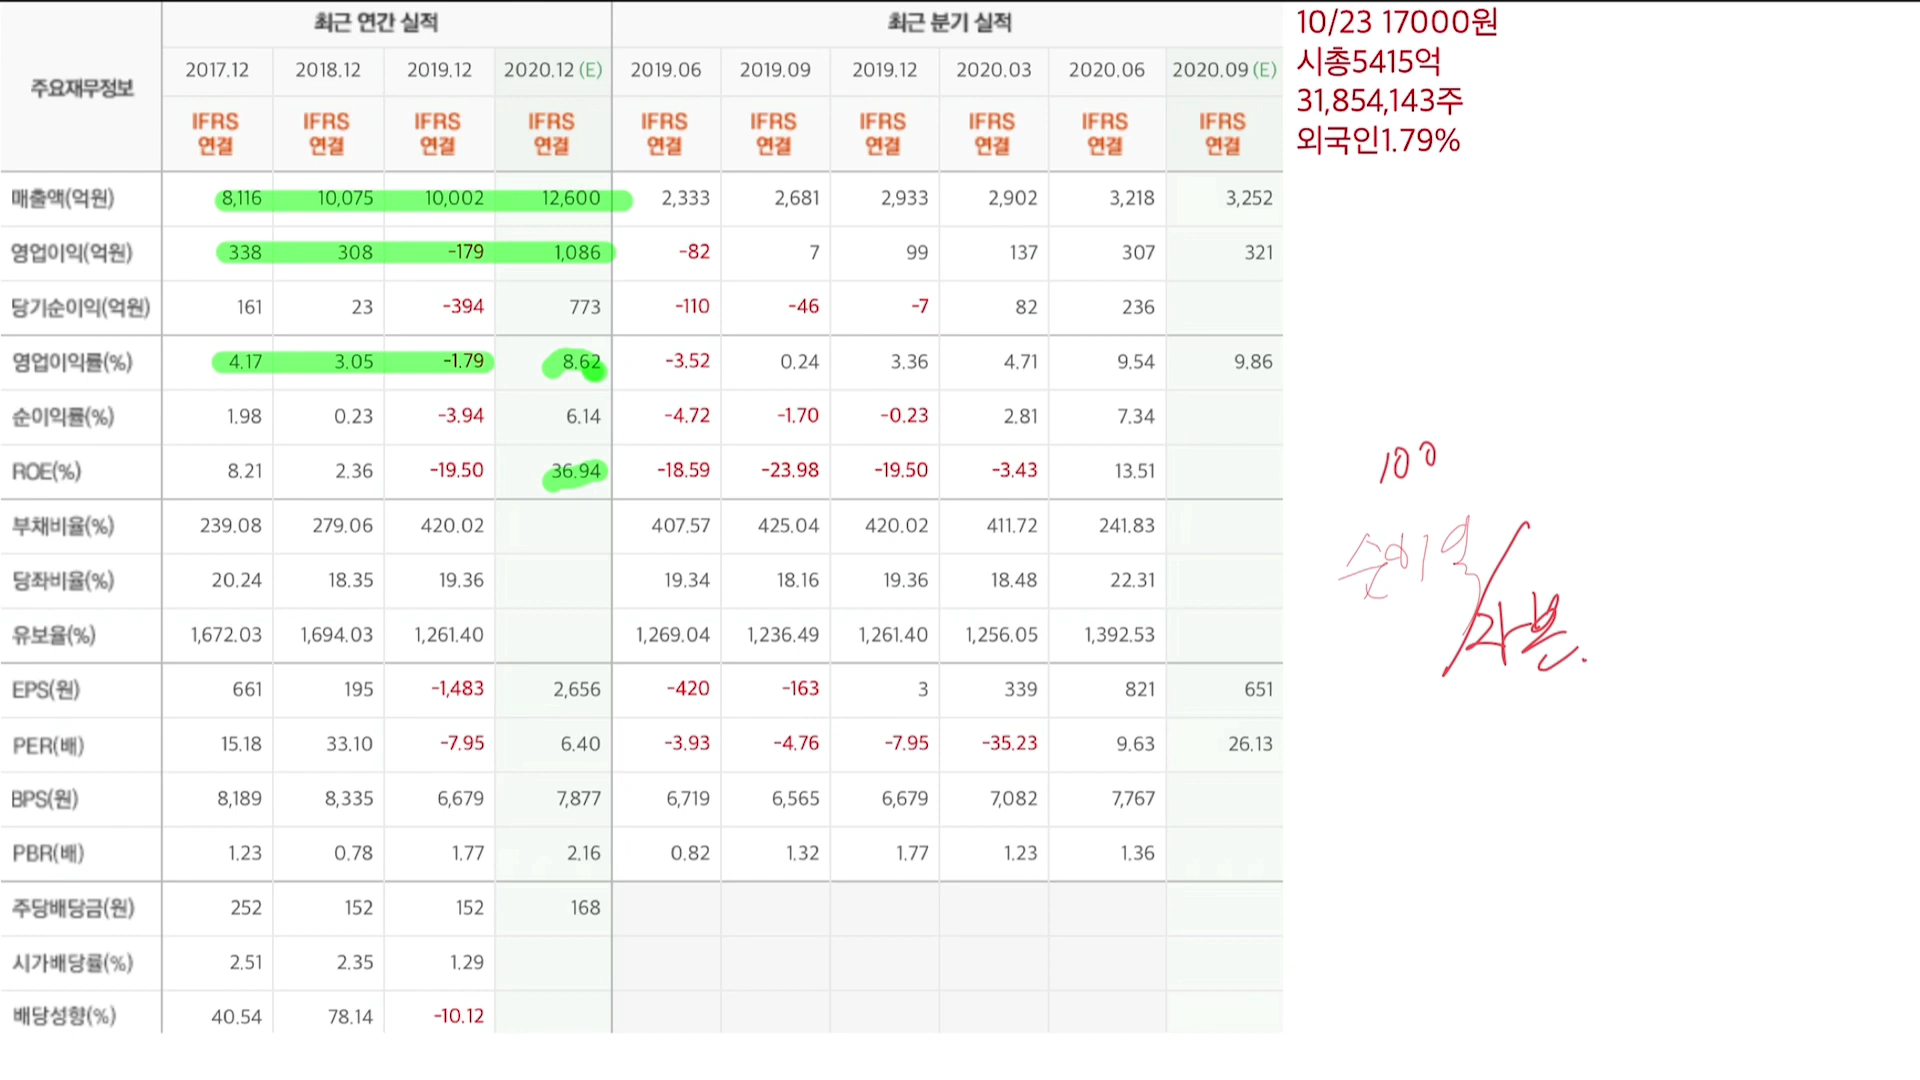 최근 연간 실적 최근 분기 실적
주요재무정보 2017.12 2018.12 2019.12 2020.12 (E) 2019.06 2019.09 2019.12 2020.03 2020.06 2020.09 (E)
IFRS IFRS IFRS IFRS IFRS IFRS IFRS IFRS IFRS IFRS
연결 연결 연결 연결 연결 연결 연결 연결 연결 연결
매출액(억원) 8,116 10,075 10,002 12,600 2,333 2,681 2,933 2,902 3,218 3,252
영업이익(억원) 338 308 -179 1,086 -82 7 99 137 307 321
당기순이익(억원) 161 23 -394 773 -110 -46 -7 82 236
영업이익률(%) 4.17 3.05 -1.79 8.62 -3.52 0.24 3.36 4.71 9.54 9.86
순이익률(%) 1.98 0.23 -3.94 6.14 -4.72 -1.70 -0.23 2.81 7.34
ROE(%) 8.21 2.36 -19.50 36.94 -18.59 -23.98 -19.50 -3.43 13.51
부채비율(%) 239.08 279.06 420.02 407.57 425.04 420.02 411.72 241.83
당좌비율(%) 20.24 18.35 19.36 19.34 18.16 19.36 18.48 22.31
유보율(%) 1,672.03 1,694.03 1,261.40 1,269.04 1,236.49 1,261.40 1,256.05 1,392.53
EPS(원) 661 195 -1,483 2,656 -420 -163 3 339 821 651
PER(배) 15.18 33.10 -7.95 6.40 -3.93 -4.76 -7.95 -35.23 9.63 26.13
BPS(원) 8,189 8,335 6,679 7,877 6,719 6,565 6,679 7,082 7,767
PBR(배) 1.23 0.78 1.77 2.16 0.82 1.32 1.77 1.23 1.36
주당배당금(원) 252 152 152 168
시가배당률(%) 2.51 2.35 1.29
배당성향(%) 40.54 78.14 -10.12
10/23 17000원
시총5415억
31,854,143주
외국인1.79%
100
순이익/자본.